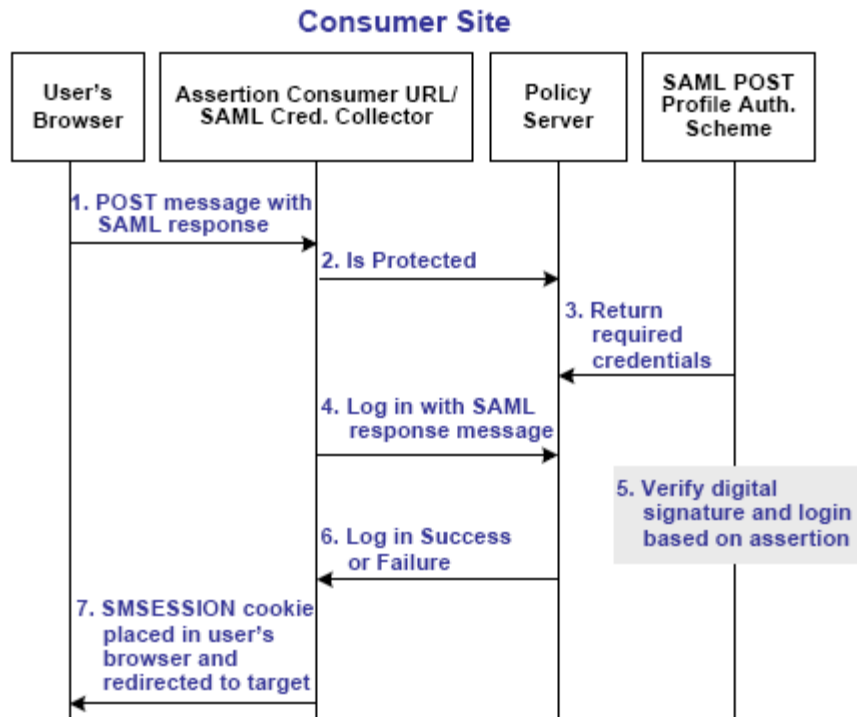 Consumer Site
User's
Browser
Assertion Consumer URL/
SAML Cred. Collector
Policy
Server
SAML POST
Profile Auth.
Scheme
1. POST message with
SAML response
2. Is Protected
3. Return
required
credentials
4. Log in with SAML
response message
5. Verify digital
signature and login
based on assertion
6. Log in Success
or Failure
7. SMSESSION cookie
placed in user's
browser and
redirected to target